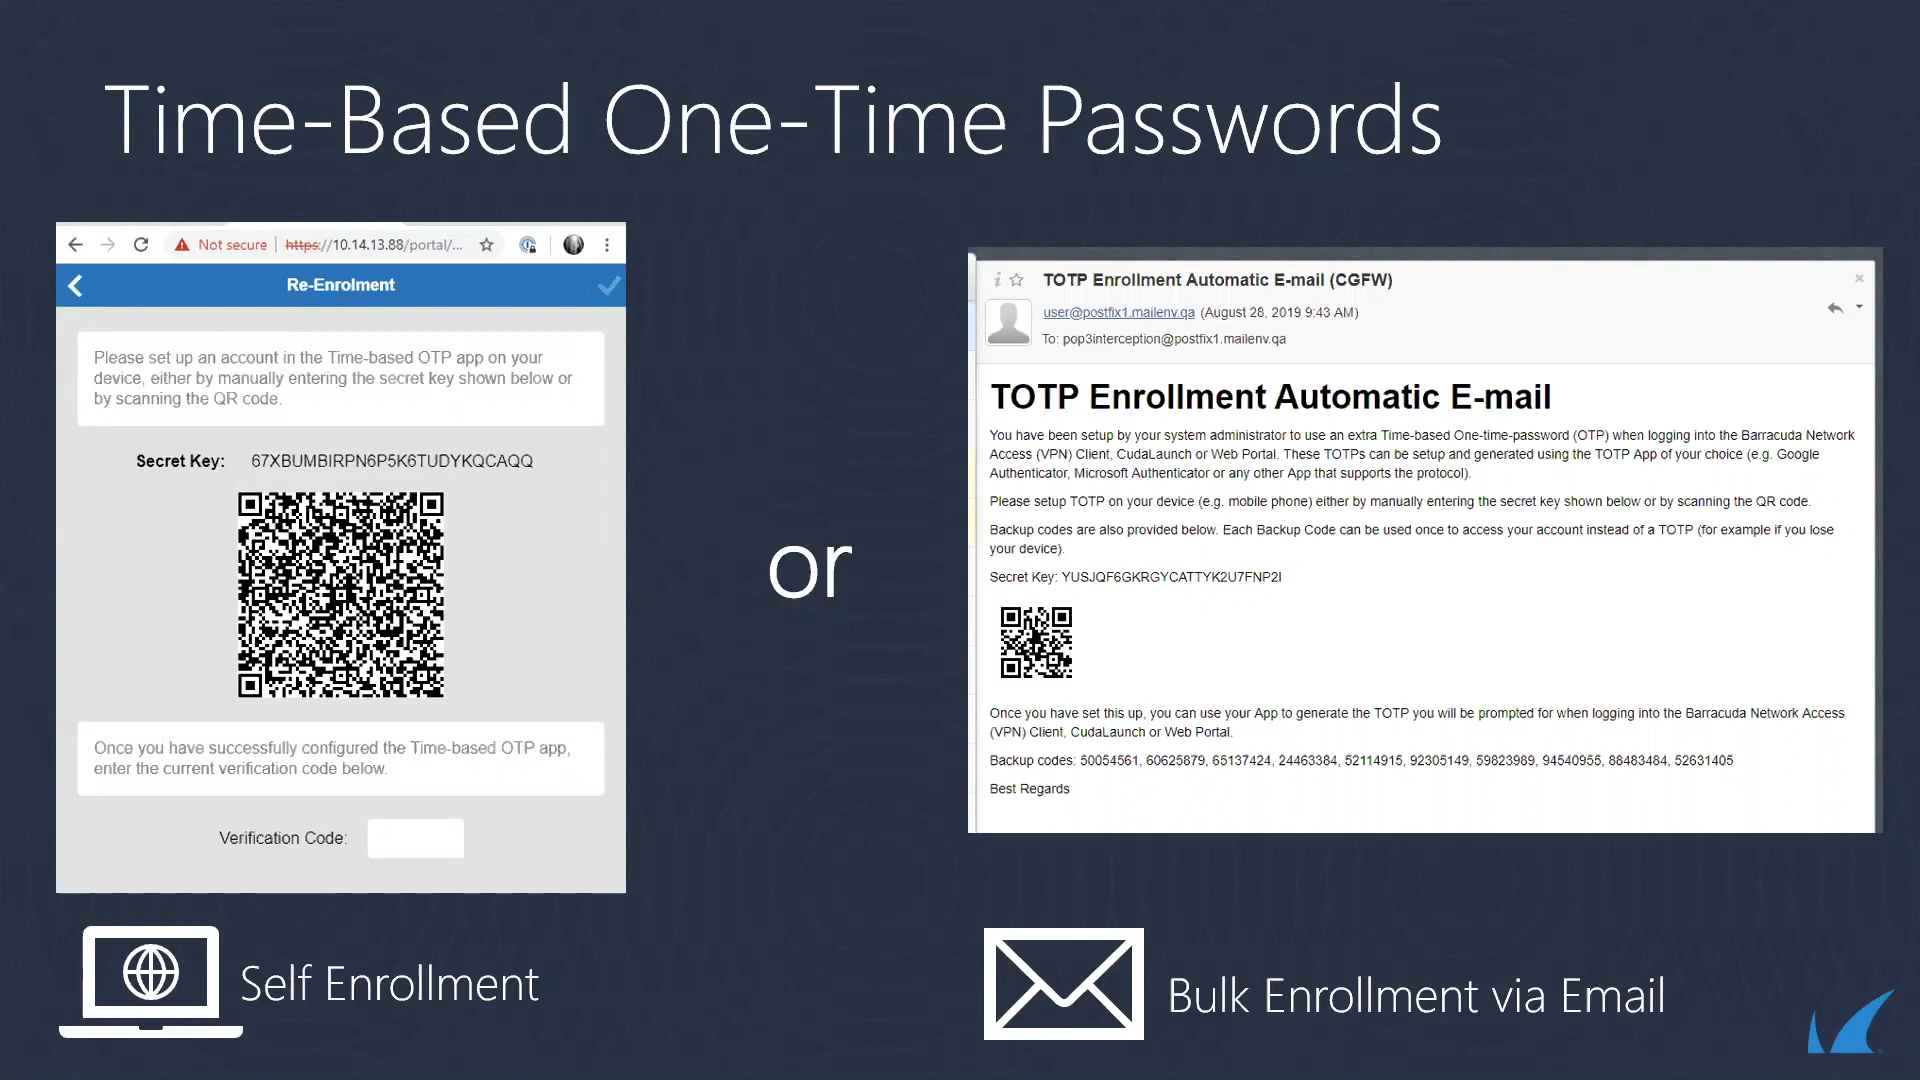 Time-Based One-Time Passwords
Not secure | https://10.14.13.88/portal/...
Re-Enrolment
Please set up an account in the Time-based OTP app on your
device, either by manually entering the secret key shown below or
by scanning the QR code.
Secret Key: 67XBUMBIRPN6P5K6TUDYKQCAQQ
Once you have successfully configured the Time-based OTP app,
enter the current verification code below.
Verification Code:
Self Enrollment
or
TOTP Enrollment Automatic E-mail (CGFW)
user@postfix1.mailenv.qa (August 28, 2019 9:43 AM)
To: pop3interception@postfix1.mailenv.qa
TOTP Enrollment Automatic E-mail
You have been setup by your system administrator to use an extra Time-based One-time-password (OTP) when logging into the Barracuda Network
Access (VPN) Client, CudaLaunch or Web Portal. These TOTPs can be setup and generated using the TOTP App of your choice (e.g. Google
Authenticator, Microsoft Authenticator or any other App that supports the protocol).
Please setup TOTP on your device (e.g. mobile phone) either by manually entering the secret key shown below or by scanning the QR code.
Backup codes are also provided below. Each Backup Code can be used once to access your account instead of a TOTP (for example if you lose
your device).
Secret Key: YUSJQF6GKRGYCATTYK2U7FNP2I
Once you have set this up, you can use your App to generate the TOTP you will be prompted for when logging into the Barracuda Network Access
(VPN) Client, CudaLaunch or Web Portal.
Backup codes: 50054561, 60625879, 65137424, 24463384, 52114915, 92305149, 59823989, 94540955, 88483484, 52631405
Best Regards
Bulk Enrollment via Email